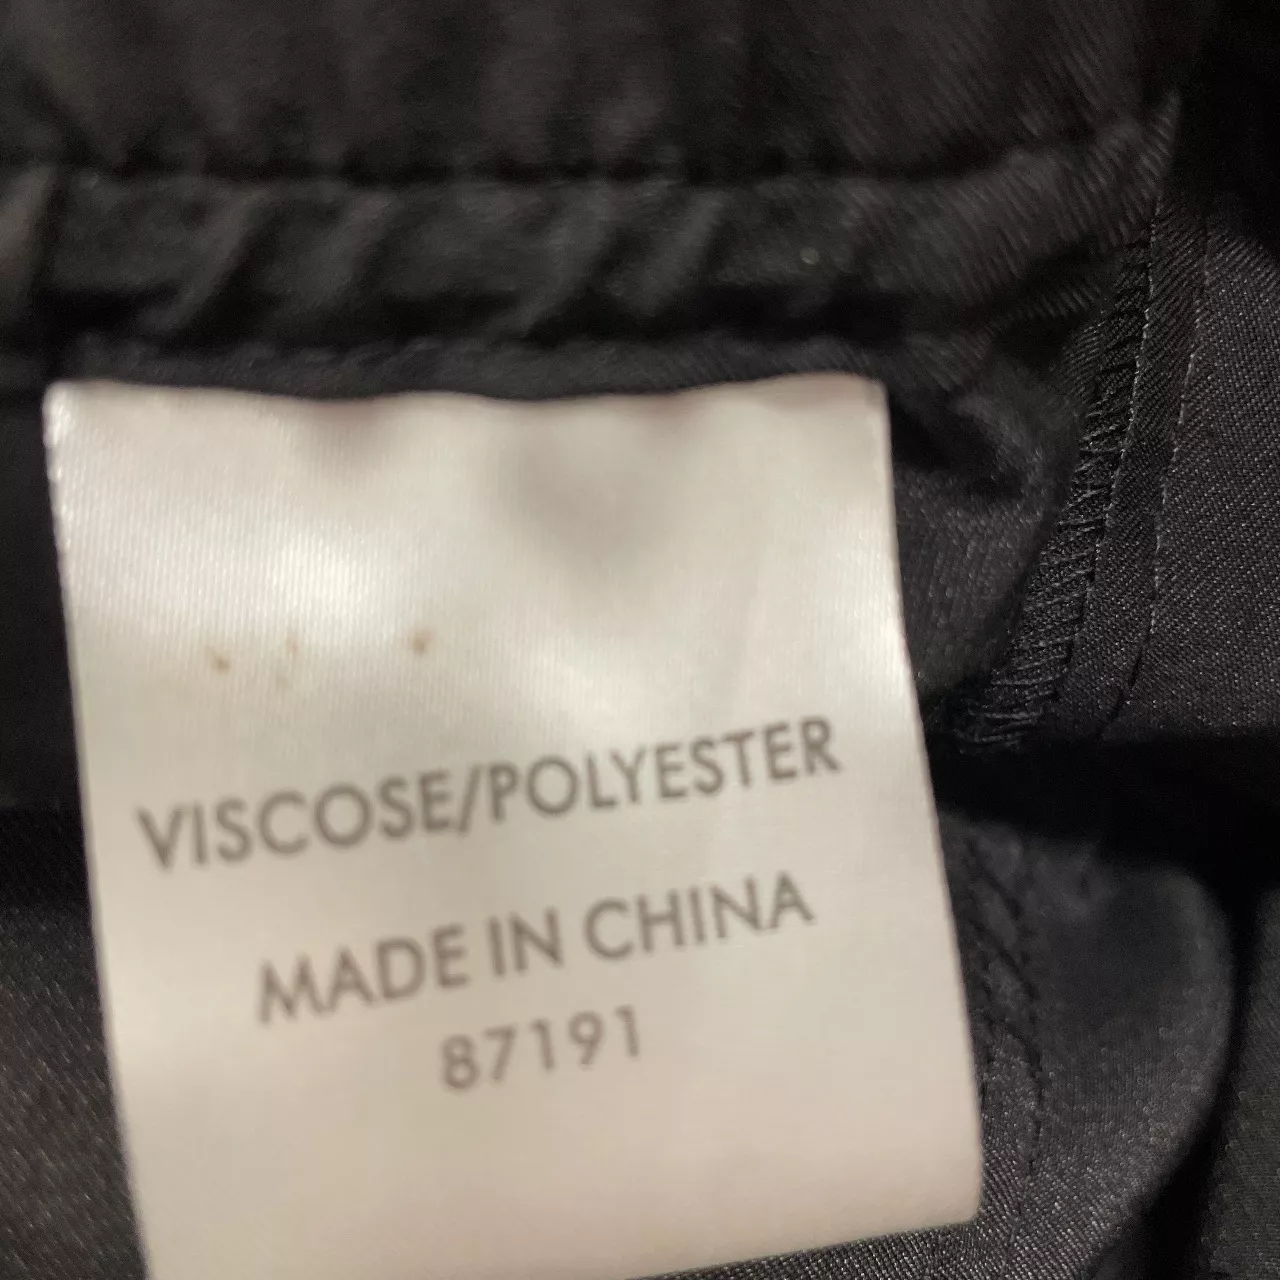 VISCOSE/POLYESTER
MADE IN CHINA
87191